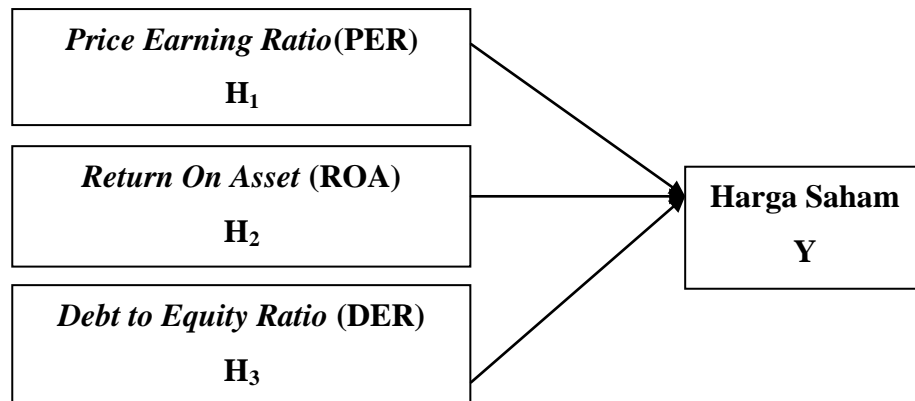 Price Earning Ratio(PER)
H₁
Return On Asset (ROA)
H₂
Harga Saham
Y
Debt to Equity Ratio (DER)
H₃